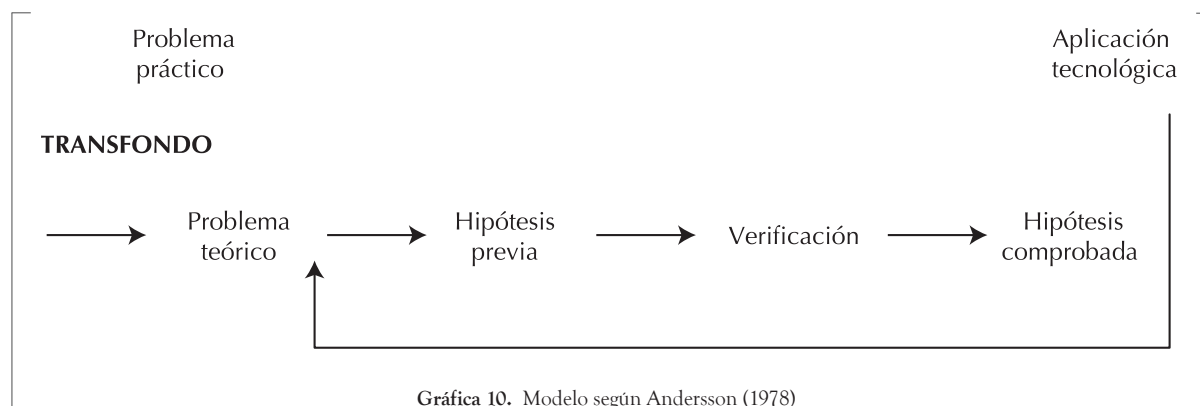 Problema
práctico
Aplicación
tecnológica
TRANSFONDO
Problema
teórico
Hipótesis
previa
Verificación
Hipótesis
comprobada
Gráfica 10. Modelo según Andersson (1978)